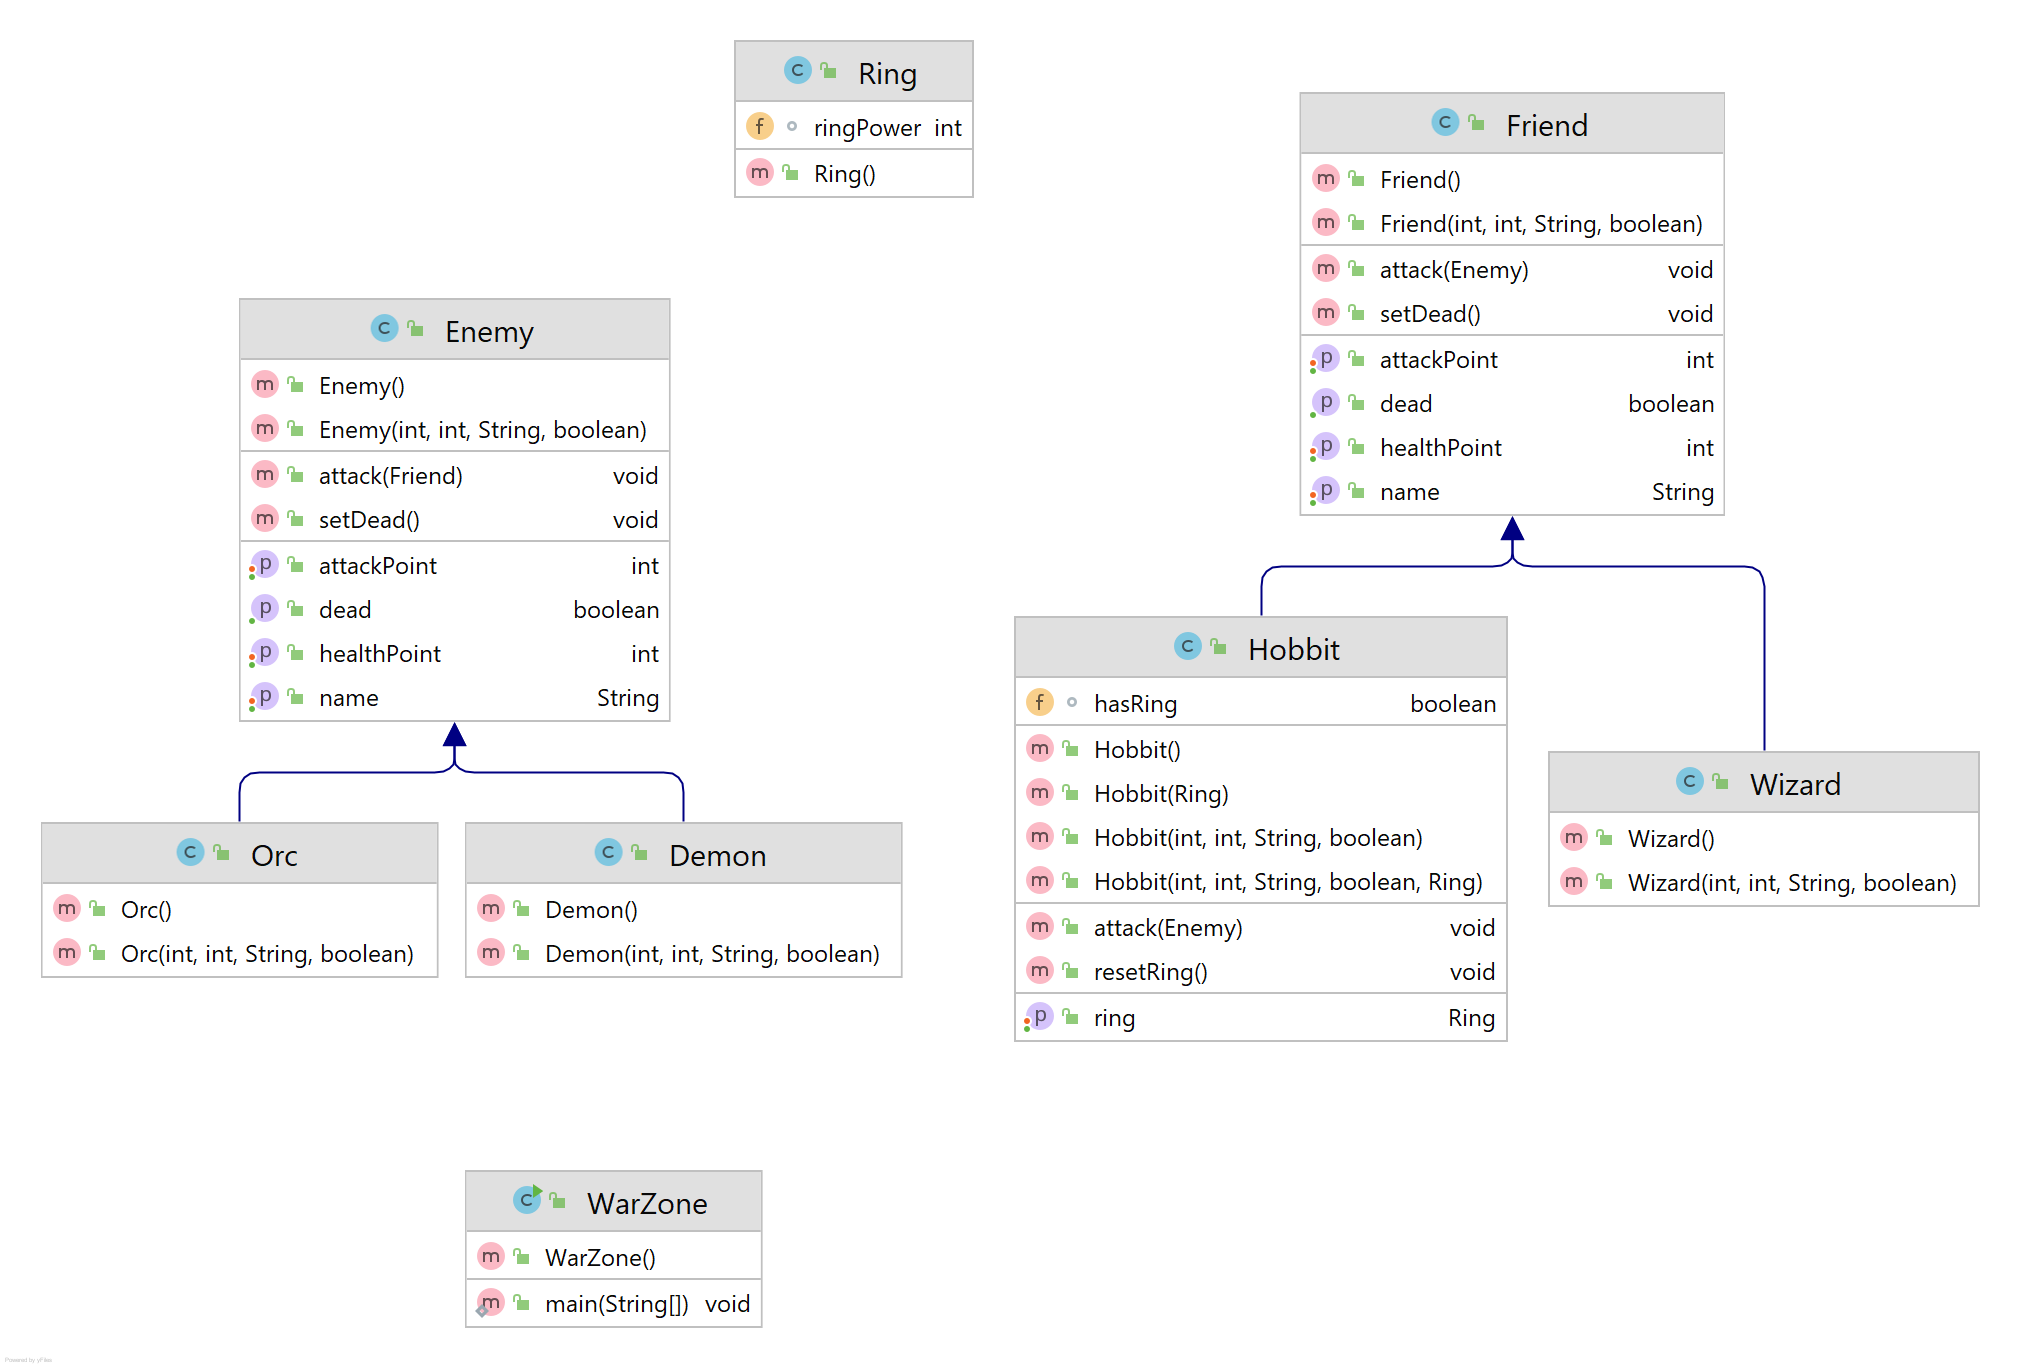 Ring
ringPower int
Ring()
Friend
Friend()
Friend(int, int, String, boolean)
attack(Enemy) void
setDead() void
attackPoint int
dead boolean
healthPoint int
name String
Enemy
Enemy()
Enemy(int, int, String, boolean)
attack(Friend) void
setDead() void
attackPoint int
dead boolean
healthPoint int
name String
Hobbit
hasRing boolean
Hobbit()
Hobbit(Ring)
Hobbit(int, int, String, boolean)
Hobbit(int, int, String, boolean, Ring)
attack(Enemy) void
resetRing() void
ring Ring
Wizard
Wizard()
Wizard(int, int, String, boolean)
Orc
Orc()
Orc(int, int, String, boolean)
Demon
Demon()
Demon(int, int, String, boolean)
WarZone
WarZone()
main(String[]) void
Powered by yFiles